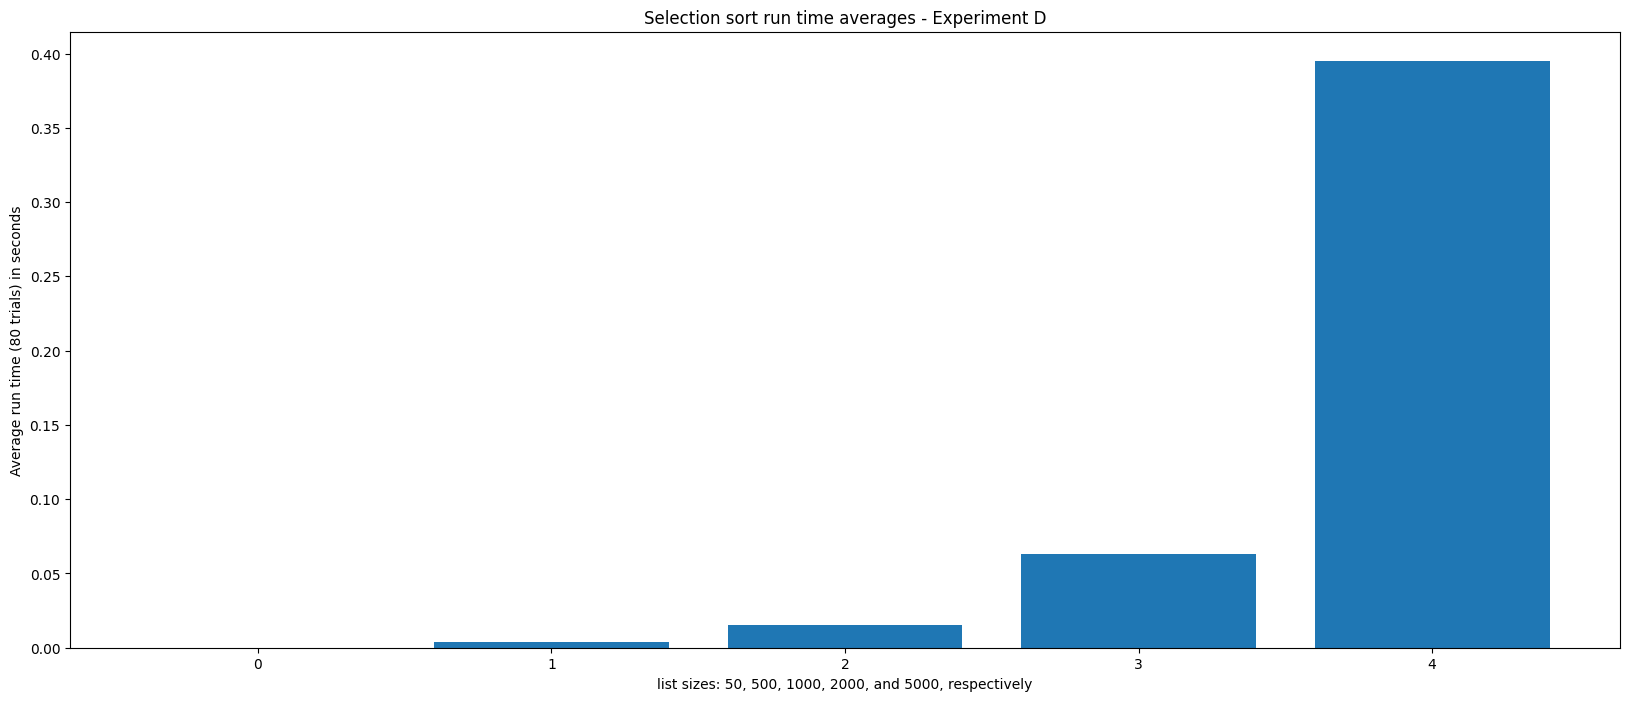 Selection sort run time averages - Experiment D
Average run time (80 trials) in seconds
0.40
0.35
0.30
0.25
0.20
0.15
0.10
0.05
0.00
0 1 2 3 4
list sizes: 50, 500, 1000, 2000, and 5000, respectively